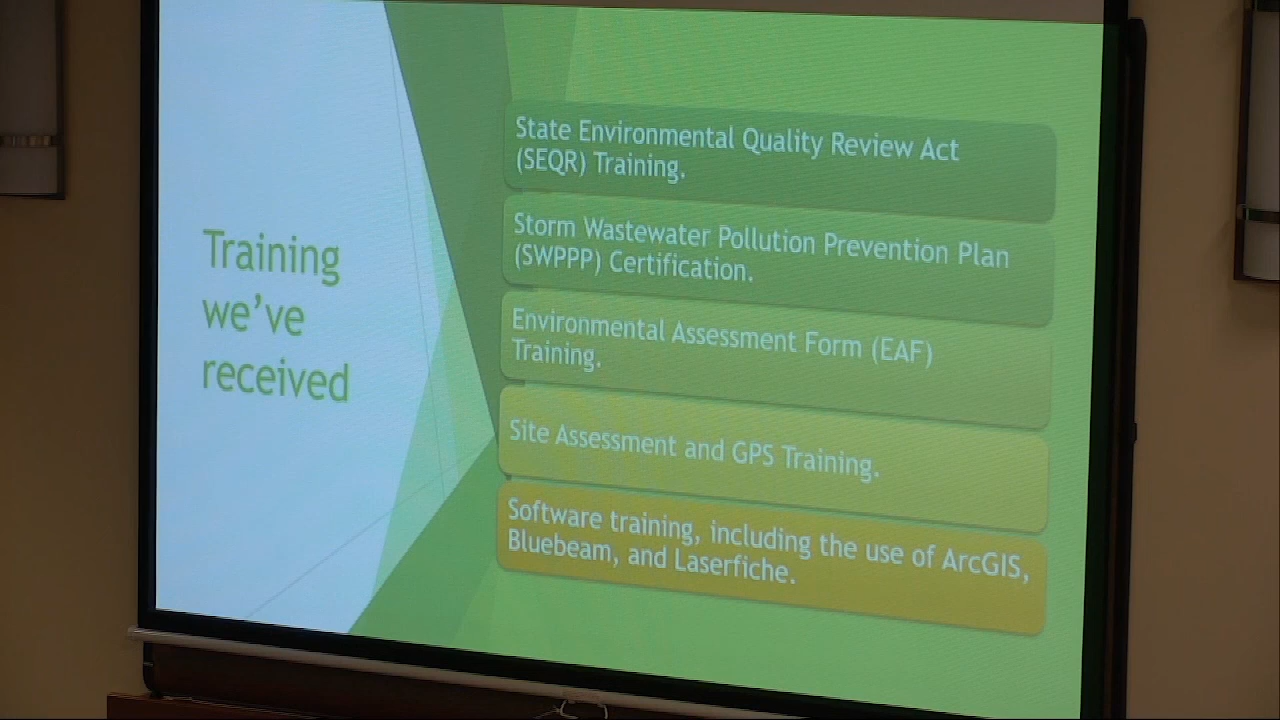 Training
we've
received
State Environmental Quality Review Act
(SEQR) Training.
Storm Wastewater Pollution Prevention Plan
(SWPPP) Certification.
Environmental Assessment Form (EAF)
Training.
Site Assessment and GPS Training.
Software training, including the use of ArcGIS,
Bluebeam, and Laserfiche.